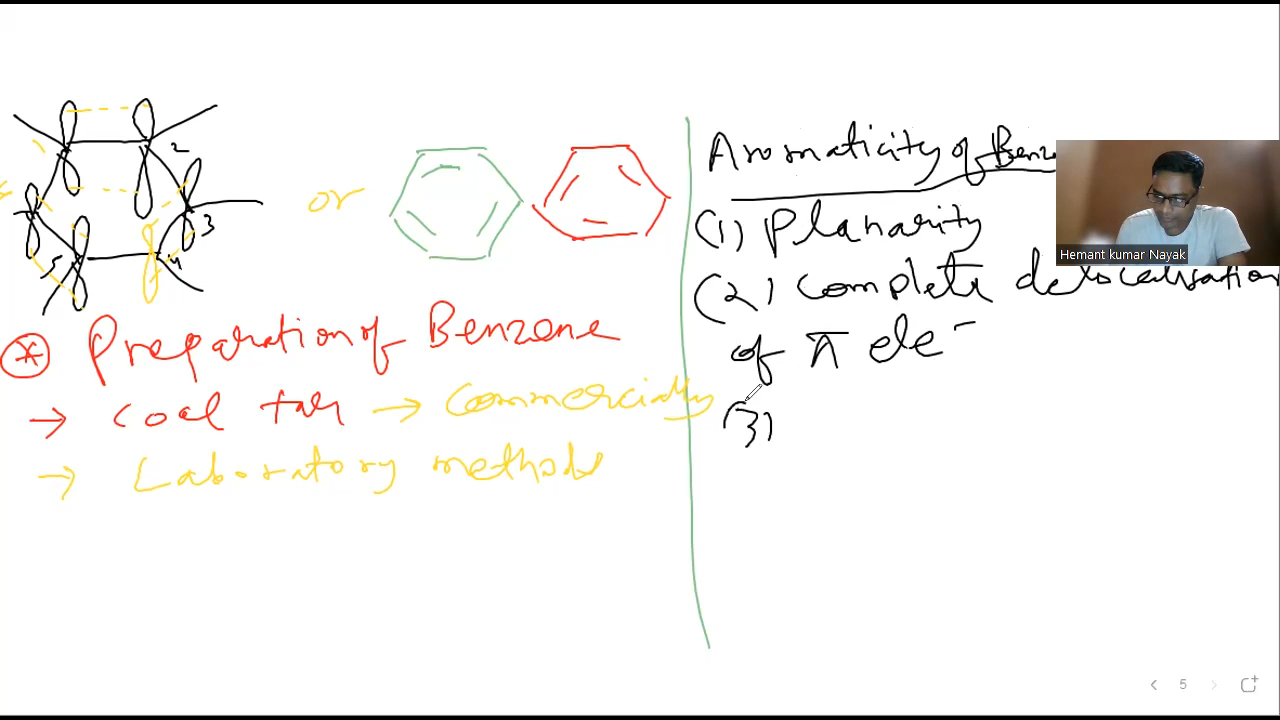 2
3
4
5
or
* Preparation of Benzene
→ Coal tar → Commercially
→ Laboratory methods
Aromaticity of Benze
(1) Planarity
(2) Complete delocalisation
of π ele⁻
(3)
Hemant kumar Nayak
5